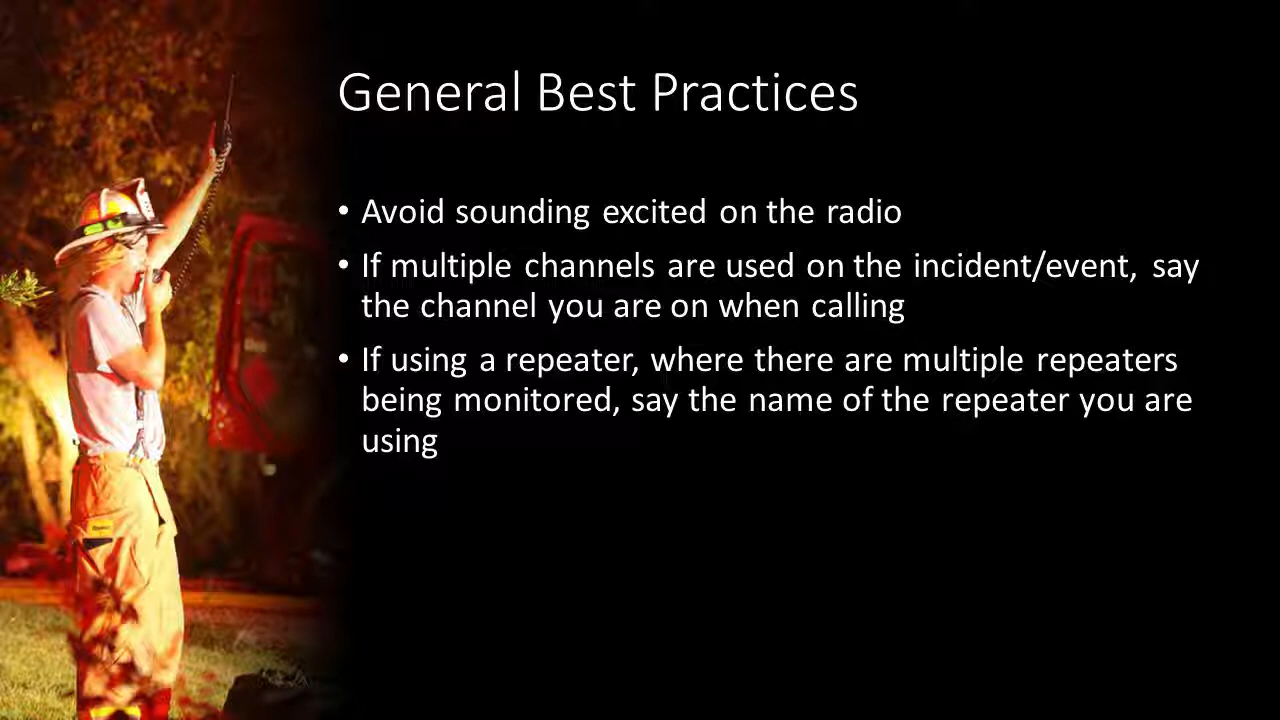 General Best Practices
• Avoid sounding excited on the radio
• If multiple channels are used on the incident/event, say
the channel you are on when calling
• If using a repeater, where there are multiple repeaters
being monitored, say the name of the repeater you are
using